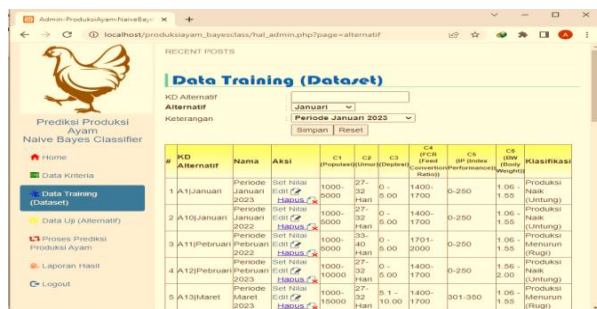 Admin-ProduksiAyam-NaiveBaye
localhost/produksiayam_bayesclass/hal_admin.php?page=alternatif
RECENT POSTS
Data Training (Dataset)
KD Alternatif
Alternatif : Januari
Keterangan : Periode Januari 2023
Simpan Reset
Prediksi Produksi
Ayam
Naive Bayes Classifier
Home
Data Kriteria
Data Training
(Dataset)
Data Uji (Alternatif)
Proses Prediksi
Produksi Ayam
Laporan Hasil
Logout
# KD Alternatif Nama Aksi C1 (Populasi) C2 (Umur) C3 (Deplesi) C4 (FCR (Feed Convertion Ratio)) C5 (IP (Index Performance)) C6 (BW (Body Weight)) Klasifikasi
1 A1|Januari Periode Januari 2023 Set Nilai Edit Hapus 1000-5000 27-32 Hari 0 - 5.00 1400-1700 0-250 1.06 - 1.55 Produksi Naik (Untung)
2 A10|Januari Periode Januari 2022 Set Nilai Edit Hapus 1000-5000 27-32 Hari 0 - 5.00 1400-1700 0-250 1.06 - 1.55 Produksi Naik (Untung)
3 A11|Pebruari Periode Pebruari 2022 Set Nilai Edit Hapus 1000-5000 33-40 Hari 0 - 5.00 1701-2000 0-250 1.06 - 1.55 Produksi Menurun (Rugi)
4 A12|Pebruari Periode Pebruari 2023 Set Nilai Edit Hapus 27-32 Hari 0 - 5.00 1400-1700 0-250 1.56 - 2.00 Produksi Naik (Untung)
5 A13|Maret Periode Maret 2023 Set Nilai Edit Hapus 1000-15000 27-32 Hari 5.1 - 10.00 1400-1700 301-350 1.06 - 1.55 Produksi Menurun (Rugi)